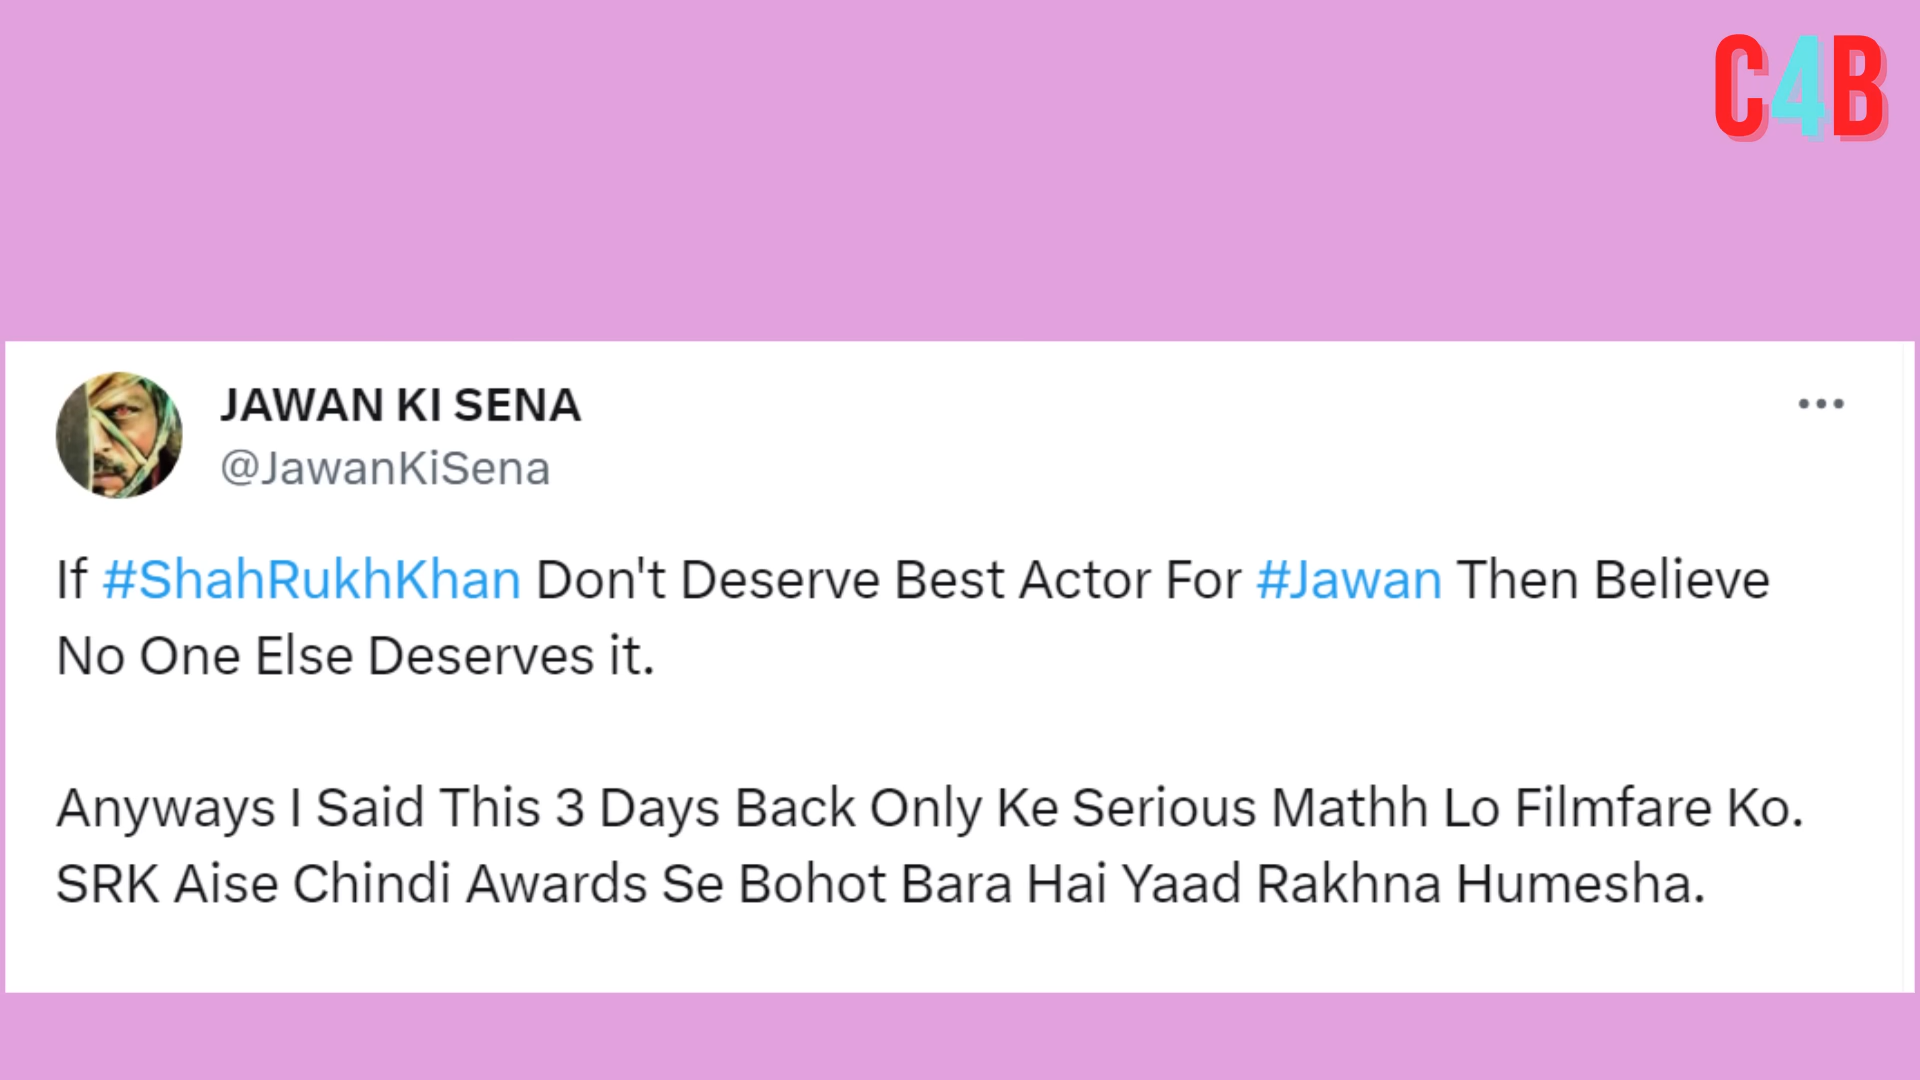 C4B
JAWAN KI SENA
@JawanKiSena
If #ShahRukhKhan Don't Deserve Best Actor For #Jawan Then Believe
No One Else Deserves it.
Anyways I Said This 3 Days Back Only Ke Serious Mathh Lo Filmfare Ko.
SRK Aise Chindi Awards Se Bohot Bara Hai Yaad Rakhna Humesha.